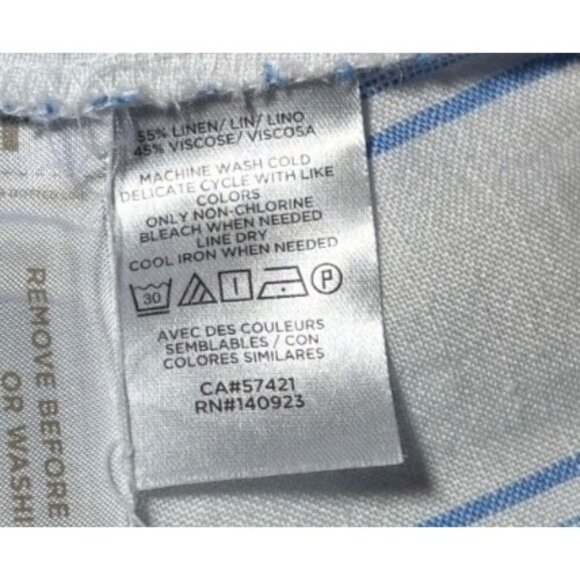 55% LINEN/ LIN/ LINO
45% VISCOSE/ VISCOSA
MACHINE WASH COLD
DELICATE CYCLE WITH LIKE
COLORS
ONLY NON-CHLORINE
BLEACH WHEN NEEDED
LINE DRY
COOL IRON WHEN NEEDED
30 P
AVEC DES COULEURS
SEMBLABLES / CON
COLORES SIMILARES
CA#57421
RN#140923
REMOVE BEFORE
OR WASHI